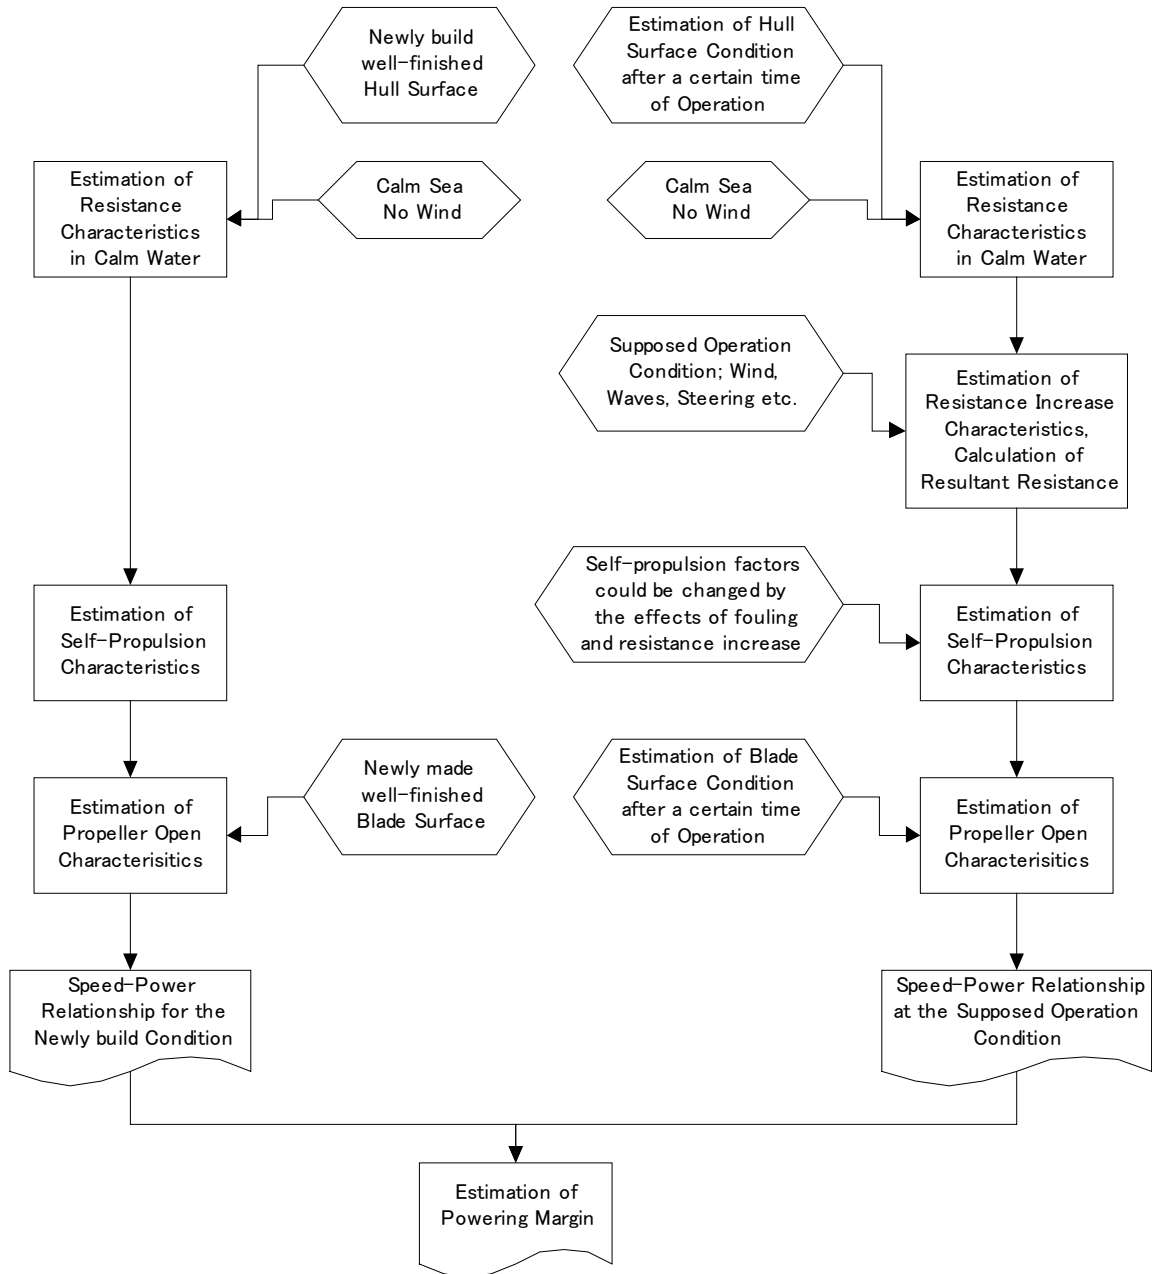 Newly build
well-finished
Hull Surface
Estimation of Hull
Surface Condition
after a certain time
of Operation
Estimation of
Resistance
Characteristics
in Calm Water
Calm Sea
No Wind
Calm Sea
No Wind
Estimation of
Resistance
Characteristics
in Calm Water
Supposed Operation
Condition; Wind,
Waves, Steering etc.
Estimation of
Resistance Increase
Characteristics,
Calculation of
Resultant Resistance
Estimation of
Self-Propulsion
Characteristics
Self-propulsion factors
could be changed by
the effects of fouling
and resistance increase
Estimation of
Self-Propulsion
Characteristics
Estimation of
Propeller Open
Characterisitics
Newly made
well-finished
Blade Surface
Estimation of Blade
Surface Condition
after a certain time
of Operation
Estimation of
Propeller Open
Characterisitics
Speed-Power
Relationship for the
Newly build Condition
Speed-Power Relationship
at the Supposed Operation
Condition
Estimation of
Powering Margin